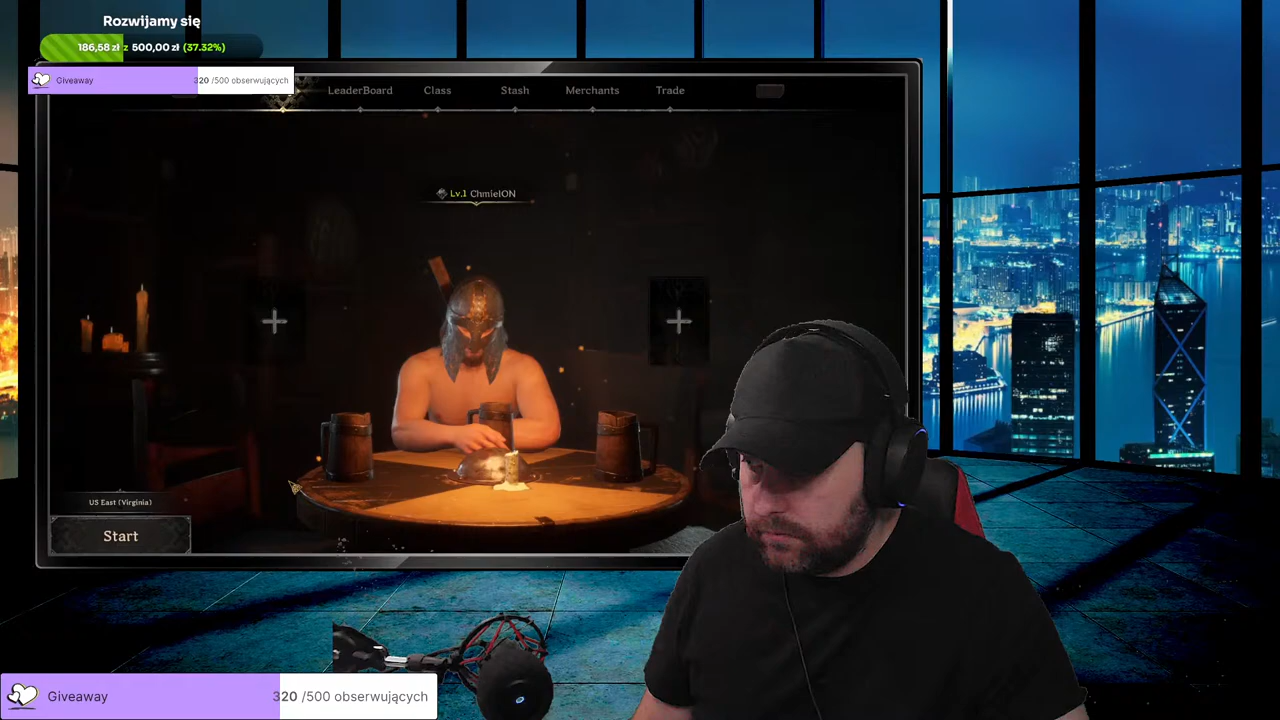 Rozwijamy się
186,58 zł z 500,00 zł (37.32%)
Giveaway 320 /500 obserwujących
LeaderBoard Class Stash Merchants Trade
Lv.1 ChmielON
US East (Virginia)
Start
Giveaway 320 /500 obserwujących